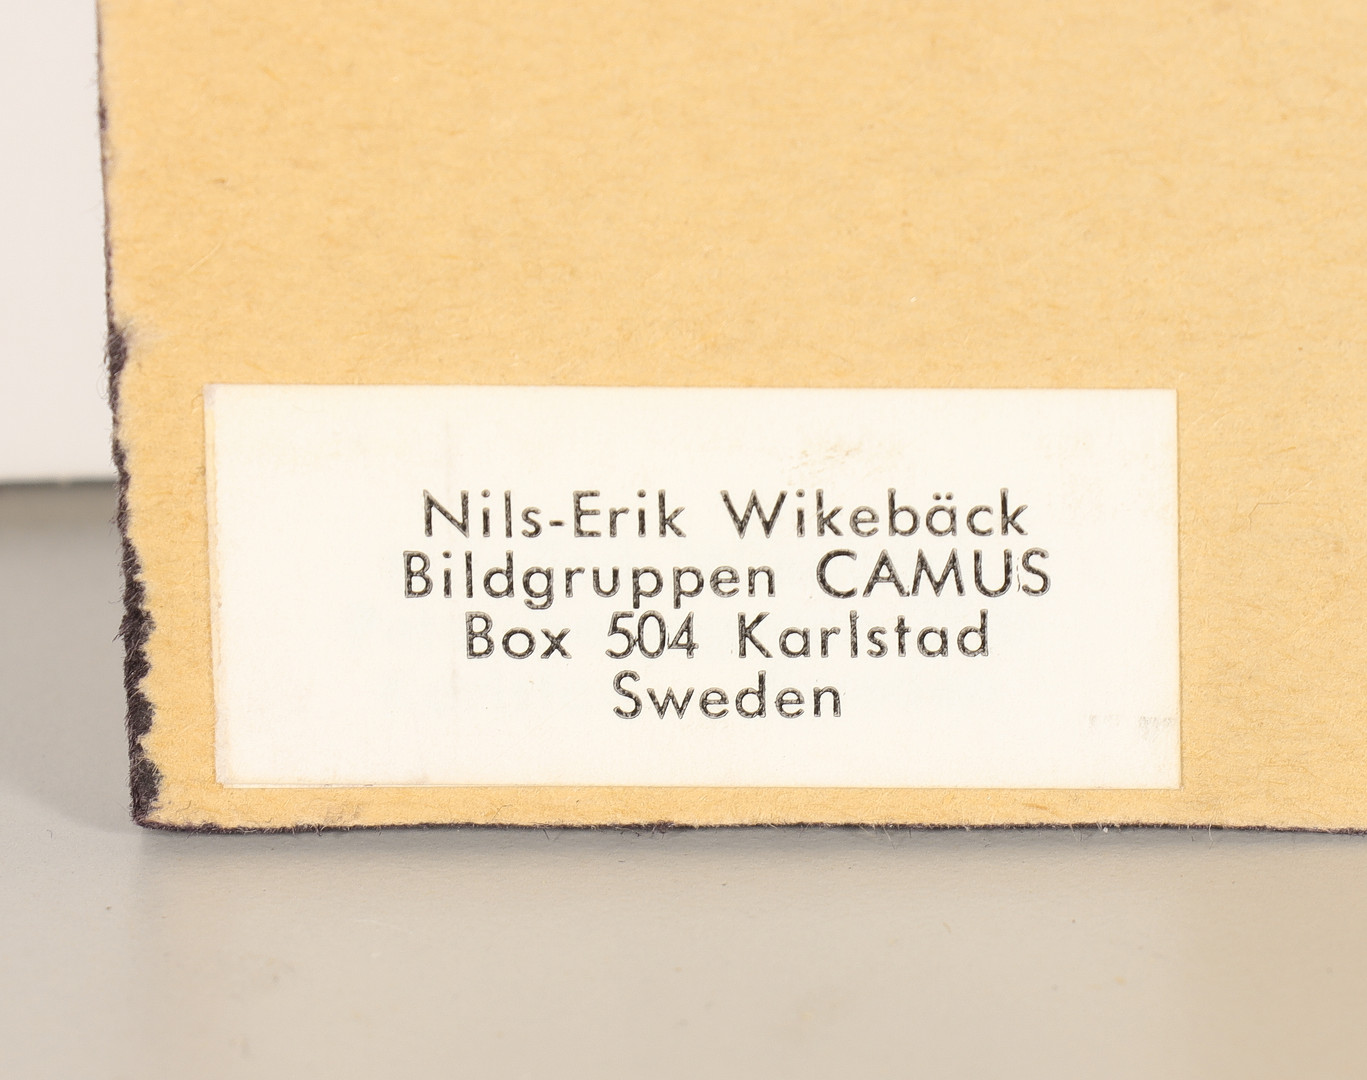 Nils-Erik Wikebäck
Bildgruppen CAMUS
Box 504 Karlstad
Sweden